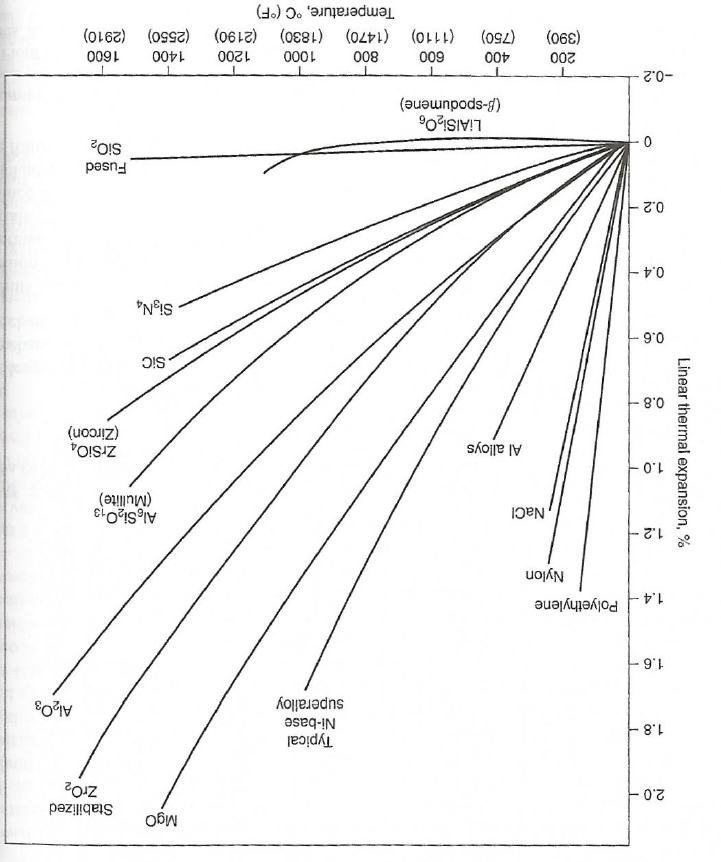 Linear thermal expansion, %
2.0
1.8
1.6
1.4
1.2
1.0
0.8
0.6
0.4
0.2
0
−0.2
MgO
Stabilized
ZrO₂
Typical
Ni-base
superalloy
Al₂O₃
Polyethylene
Nylon
NaCl
Al₆Si₂O₁₃
(Mullite)
Al alloys
ZrSiO₄
(Zircon)
SiC
Si₃N₄
Fused
SiO₂
LiAlSi₂O₆
(β-spodumene)
200 400 600 800 1000 1200 1400 1600
(390) (750) (1110) (1470) (1830) (2190) (2550) (2910)
Temperature, °C (°F)